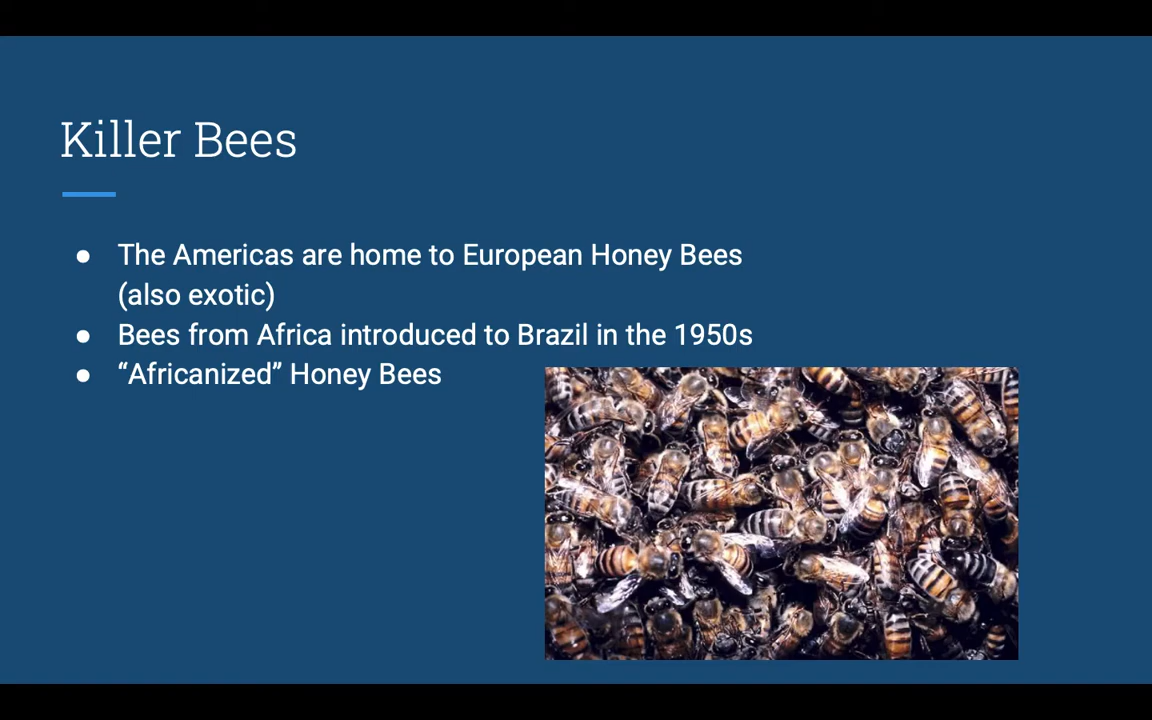 Killer Bees
● The Americas are home to European Honey Bees
(also exotic)
● Bees from Africa introduced to Brazil in the 1950s
● “Africanized” Honey Bees